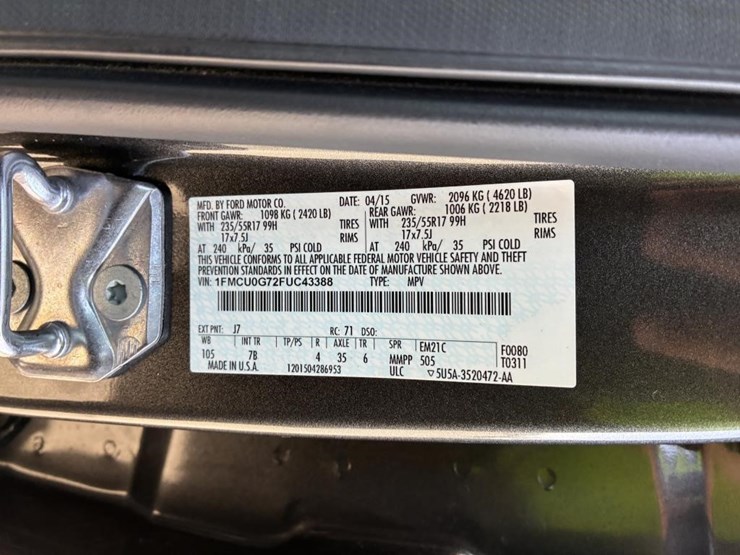 MFD. BY FORD MOTOR CO. DATE: 04/15 GVWR: 2096 KG ( 4620 LB)
FRONT GAWR: 1098 KG ( 2420 LB) REAR GAWR: 1006 KG ( 2218 LB)
WITH 235/55R17 99H TIRES WITH 235/55R17 99H TIRES
17x7.5J RIMS 17x7.5J RIMS
AT 240 kPa/ 35 PSI COLD AT 240 kPa/ 35 PSI COLD
THIS VEHICLE CONFORMS TO ALL APPLICABLE FEDERAL MOTOR VEHICLE SAFETY AND THEFT
PREVENTION STANDARDS IN EFFECT ON THE DATE OF MANUFACTURE SHOWN ABOVE.
VIN: 1FMCU0G72FUC43388 TYPE: MPV
EXT PNT: J7 RC: 71 DSO:
WB INT TR TP/PS R AXLE TR SPR EM21C F0080
105 7B 4 35 6 MMPP 505 T0311
MADE IN U.S.A. 1201504286953 ULC ▽5U5A-3520472-AA